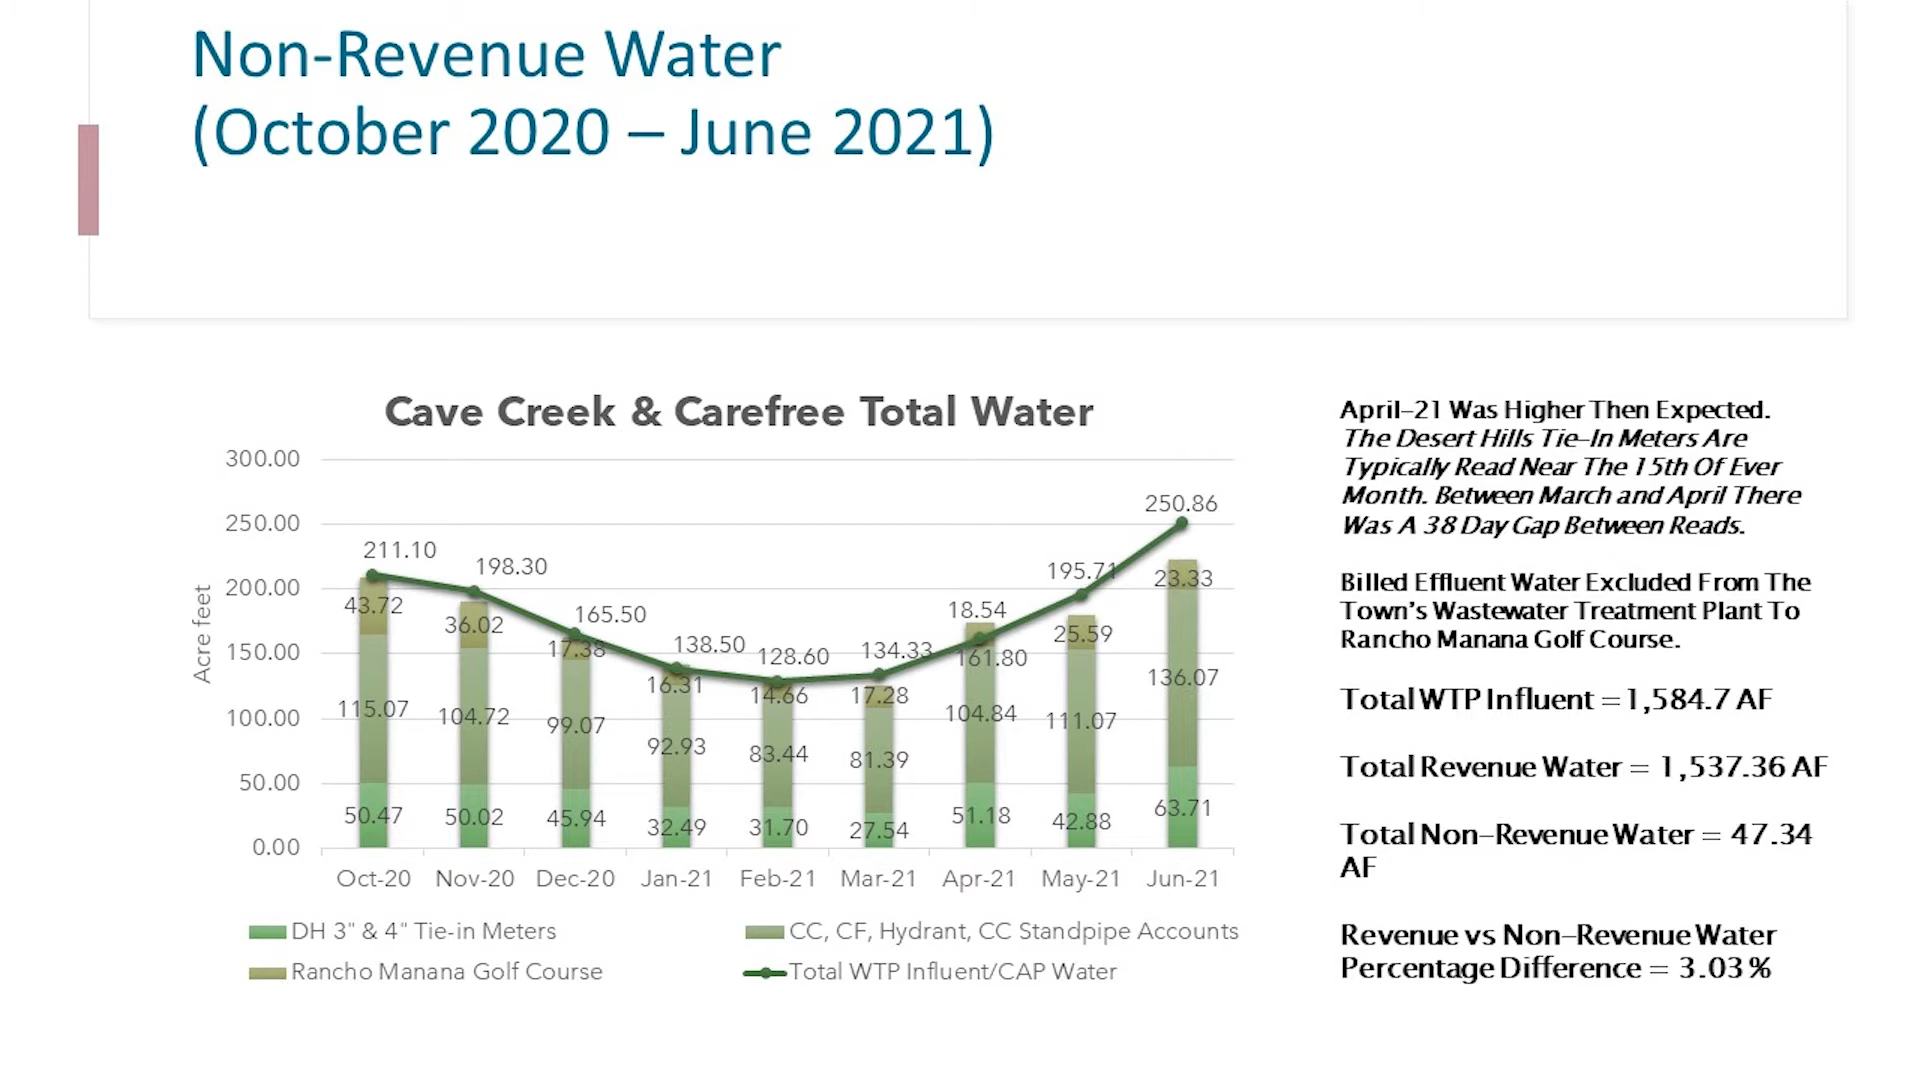 Non-Revenue Water
(October 2020 – June 2021)
Cave Creek & Carefree Total Water
Acre feet
300.00
250.00
200.00
150.00
100.00
50.00
0.00
211.10
198.30
165.50
138.50
128.60
134.33
161.80
195.71
250.86
43.72
36.02
17.38
16.31
14.66
17.28
18.54
25.59
23.33
115.07
104.72
99.07
92.93
83.44
81.39
104.84
111.07
136.07
50.47
50.02
45.94
32.49
31.70
27.54
51.18
42.88
63.71
Oct-20 Nov-20 Dec-20 Jan-21 Feb-21 Mar-21 Apr-21 May-21 Jun-21
DH 3" & 4" Tie-in Meters
CC, CF, Hydrant, CC Standpipe Accounts
Rancho Manana Golf Course
Total WTP Influent/CAP Water
April-21 Was Higher Then Expected.
The Desert Hills Tie-In Meters Are
Typically Read Near The 15th Of Ever
Month. Between March and April There
Was A 38 Day Gap Between Reads.
Billed Effluent Water Excluded From The
Town's Wastewater Treatment Plant To
Rancho Manana Golf Course.
Total WTP Influent = 1,584.7 AF
Total Revenue Water = 1,537.36 AF
Total Non-Revenue Water = 47.34
AF
Revenue vs Non-Revenue Water
Percentage Difference = 3.03%